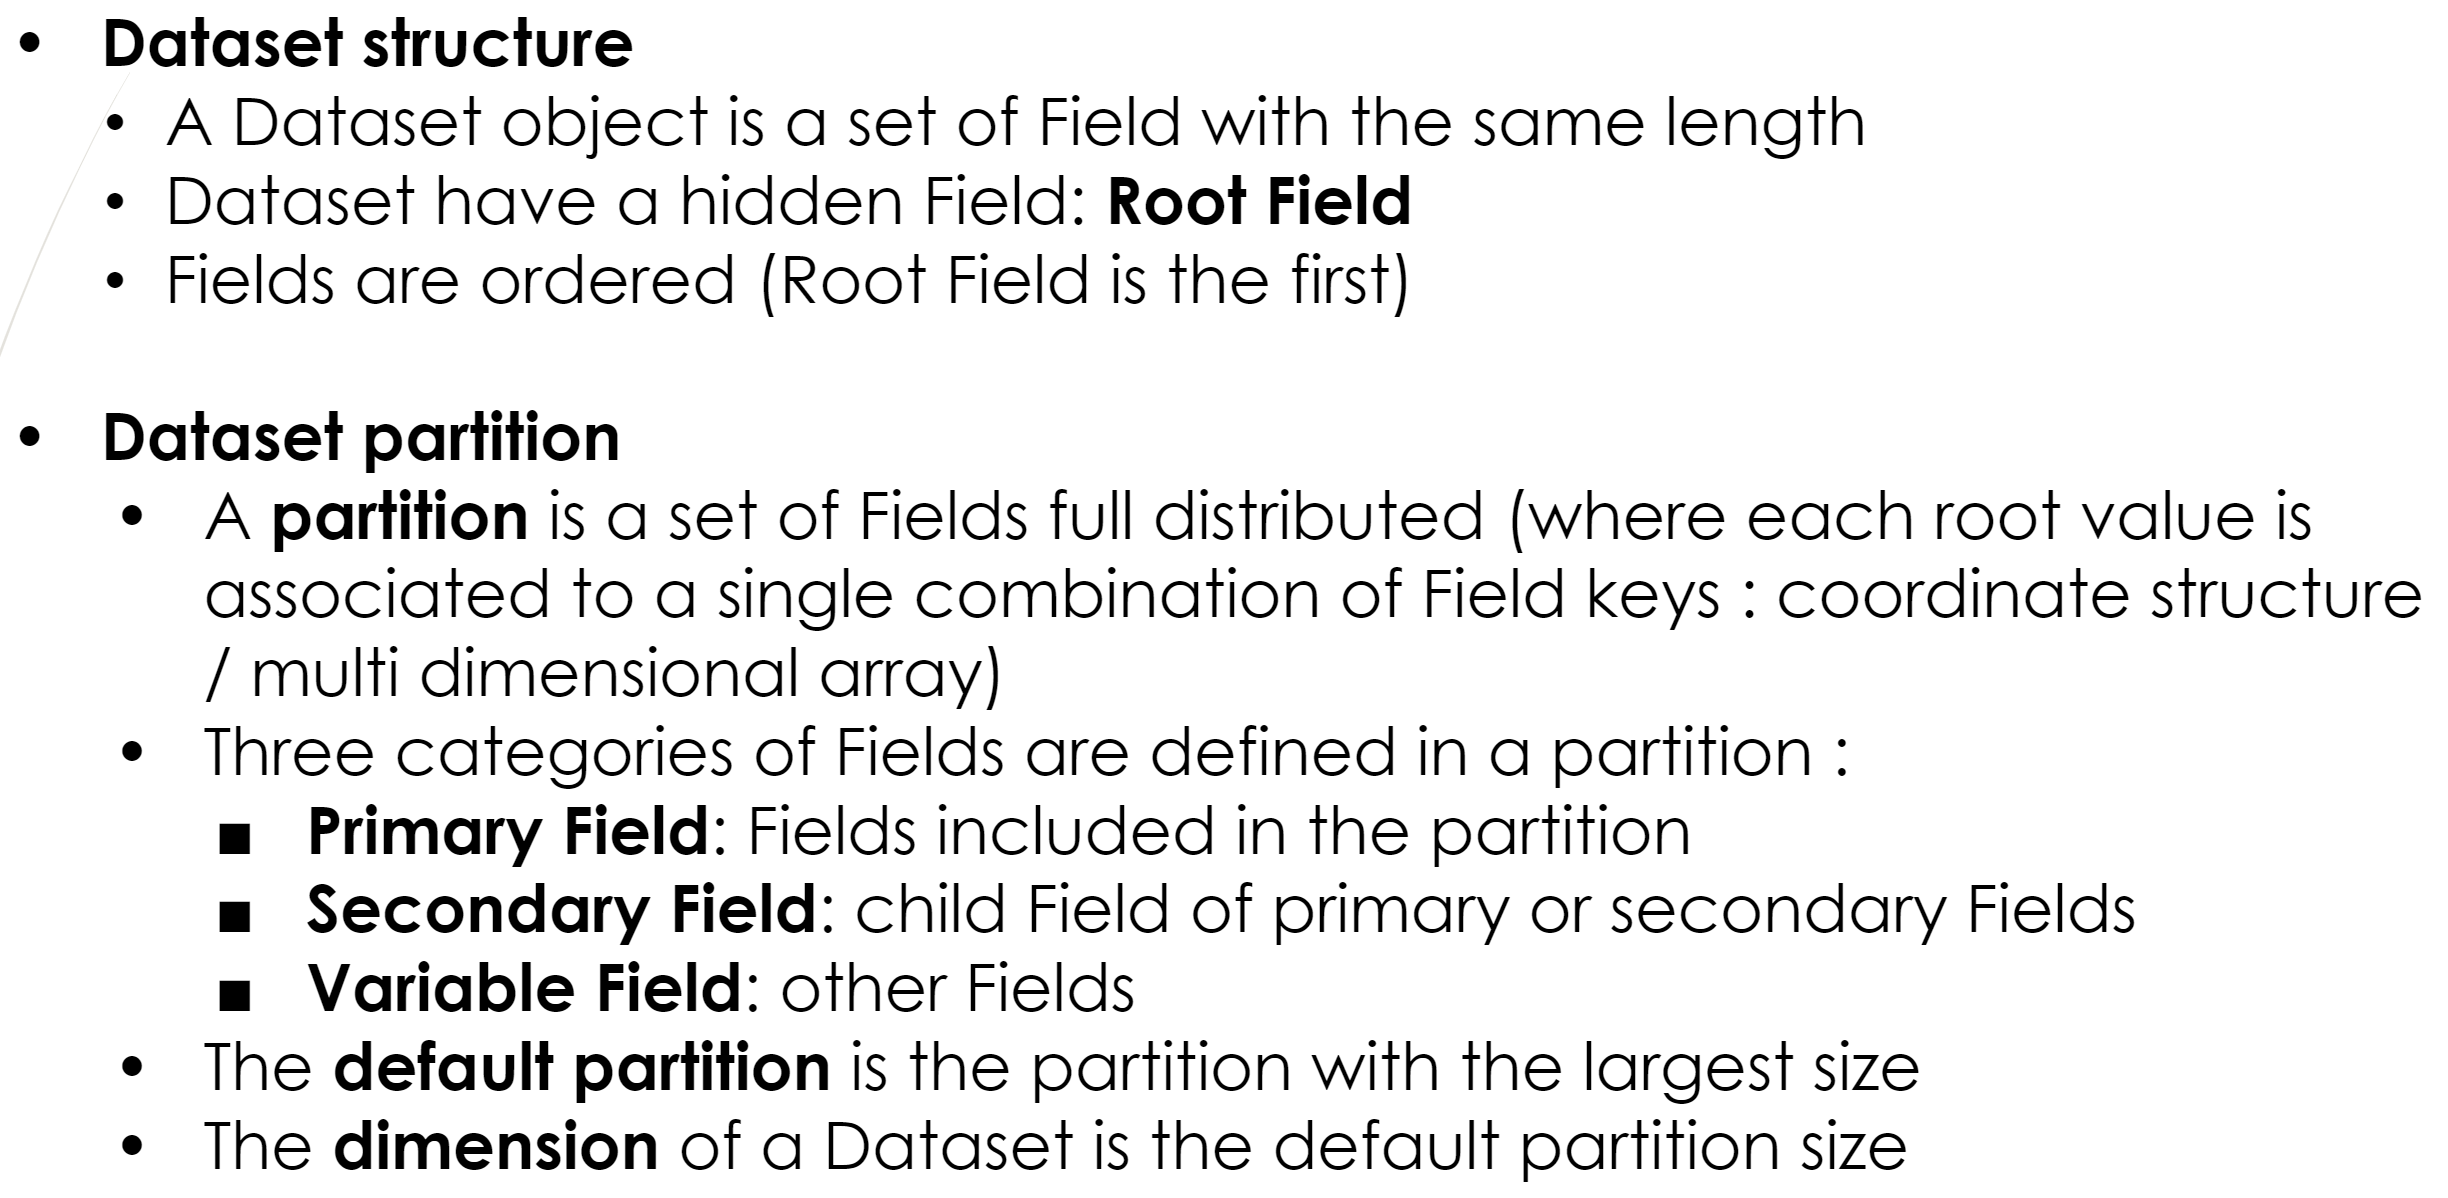 • Dataset structure
• A Dataset object is a set of Field with the same length
• Dataset have a hidden Field: Root Field
• Fields are ordered (Root Field is the first)
• Dataset partition
• A partition is a set of Fields full distributed (where each root value is
associated to a single combination of Field keys : coordinate structure
/ multi dimensional array)
• Three categories of Fields are defined in a partition :
■ Primary Field: Fields included in the partition
■ Secondary Field: child Field of primary or secondary Fields
■ Variable Field: other Fields
• The default partition is the partition with the largest size
• The dimension of a Dataset is the default partition size